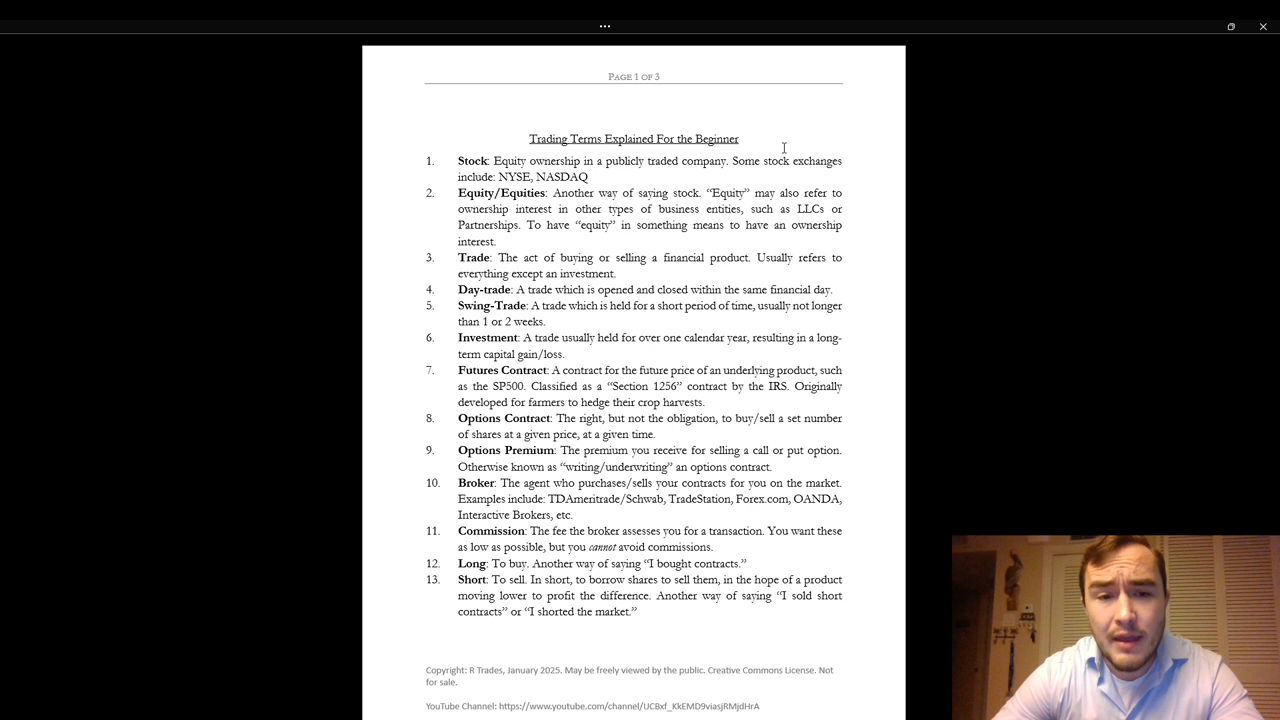 PAGE 1 OF 3
Trading Terms Explained For the Beginner
1. Stock: Equity ownership in a publicly traded company. Some stock exchanges
include: NYSE, NASDAQ
2. Equity/Equities: Another way of saying stock. “Equity” may also refer to
ownership interest in other types of business entities, such as LLCs or
Partnerships. To have “equity” in something means to have an ownership
interest.
3. Trade: The act of buying or selling a financial product. Usually refers to
everything except an investment.
4. Day-trade: A trade which is opened and closed within the same financial day.
5. Swing-Trade: A trade which is held for a short period of time, usually not longer
than 1 or 2 weeks.
6. Investment: A trade usually held for over one calendar year, resulting in a long-
term capital gain/loss.
7. Futures Contract: A contract for the future price of an underlying product, such
as the SP500. Classified as a “Section 1256” contract by the IRS. Originally
developed for farmers to hedge their crop harvests.
8. Options Contract: The right, but not the obligation, to buy/sell a set number
of shares at a given price, at a given time.
9. Options Premium: The premium you receive for selling a call or put option.
Otherwise known as “writing/underwriting” an options contract.
10. Broker: The agent who purchases/sells your contracts for you on the market.
Examples include: TDAmeritrade/Schwab, TradeStation, Forex.com, OANDA,
Interactive Brokers, etc.
11. Commission: The fee the broker assesses you for a transaction. You want these
as low as possible, but you cannot avoid commissions.
12. Long: To buy. Another way of saying “I bought contracts.”
13. Short: To sell. In short, to borrow shares to sell them, in the hope of a product
moving lower to profit the difference. Another way of saying “I sold short
contracts” or “I shorted the market.”
Copyright: R Trades, January 2025. May be freely viewed by the public. Creative Commons License. Not
for sale.
YouTube Channel: https://www.youtube.com/channel/UCBxf_KkEMD9viasjRMjdHrA